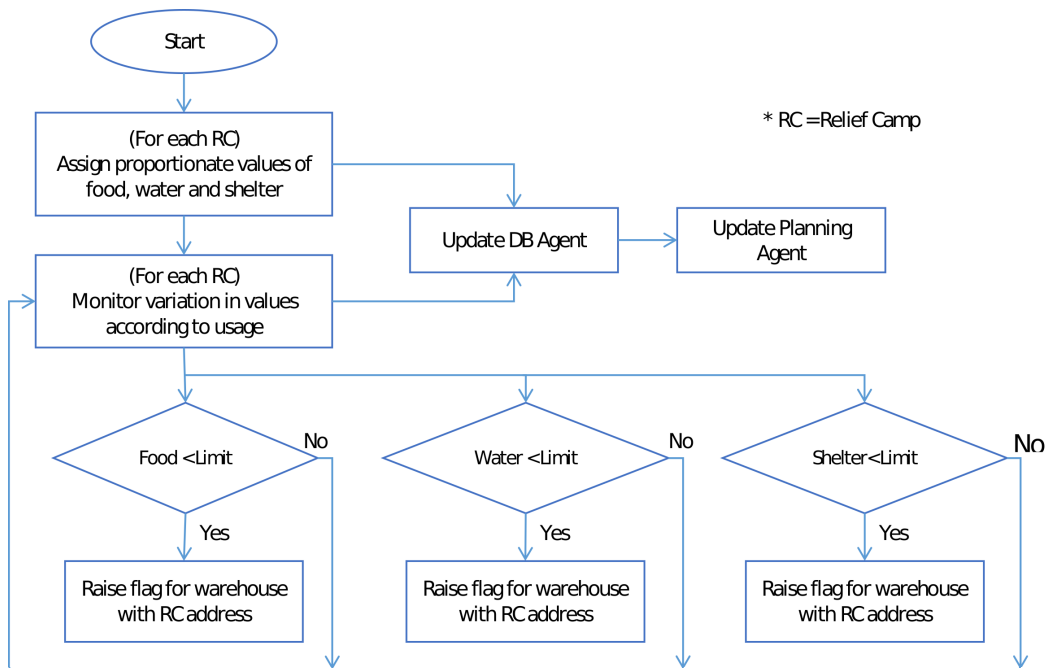 Start
* RC =Relief Camp
(For each RC)
Assign proportionate values of
food, water and shelter
Update DB Agent
Update Planning
Agent
(For each RC)
Monitor variation in values
according to usage
Food <Limit
No
Water <Limit
No
Shelter<Limit
No
Yes
Yes
Yes
Raise flag for warehouse
with RC address
Raise flag for warehouse
with RC address
Raise flag for warehouse
with RC address